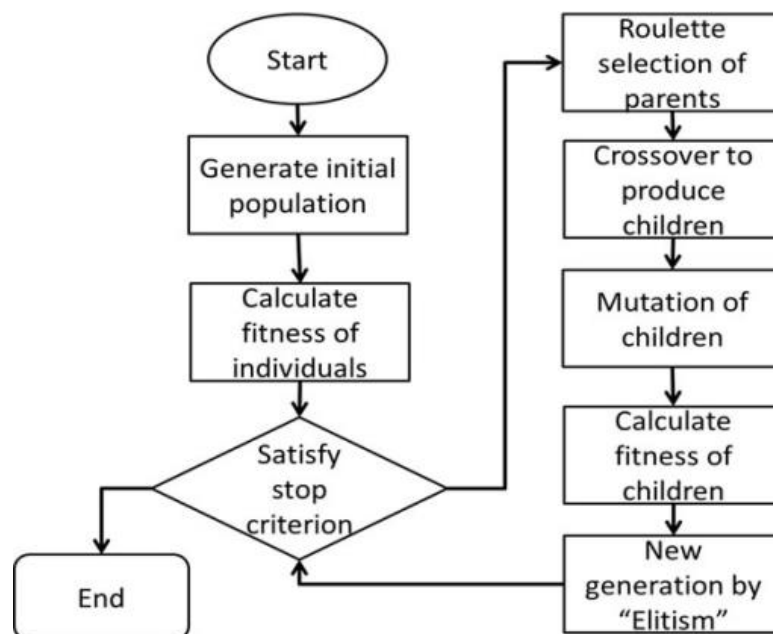 Start
Generate initial
population
Calculate
fitness of
individuals
Satisfy
stop
criterion
End
Roulette
selection of
parents
Crossover to
produce
children
Mutation of
children
Calculate
fitness of
children
New
generation by
“Elitism”